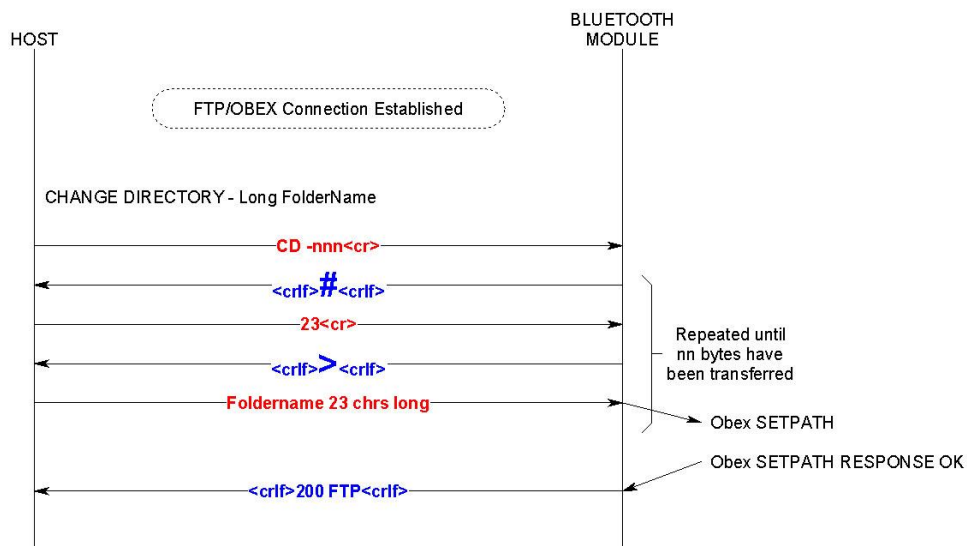 HOST
BLUETOOTH
MODULE
FTP/OBEX Connection Established
CHANGE DIRECTORY - Long FolderName
CD -nnn<cr>
<crlf>#<crlf>
23<cr>
<crlf>><crlf>
Repeated until
nn bytes have
been transferred
Foldername 23 chrs long
Obex SETPATH
Obex SETPATH RESPONSE OK
<crlf>200 FTP<crlf>